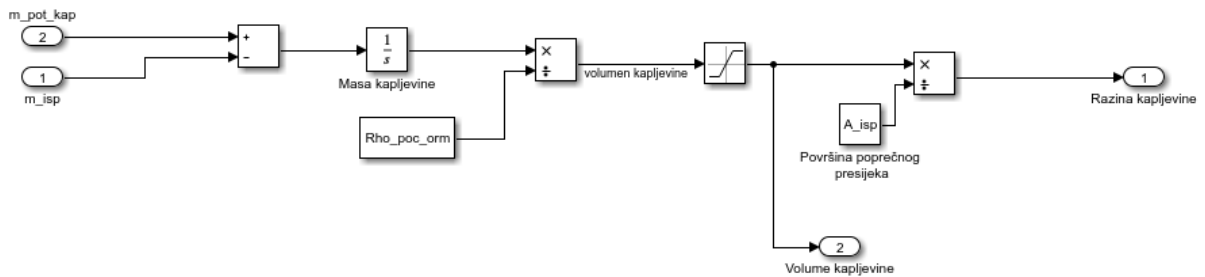 m_pot_kap
2
+
−
1
m_isp
1
s
Masa kapljevine
×
÷
Rho_poc_orm
volumen kapljevine
×
÷
A_isp
Površina poprečnog
presijeka
1
Razina kapljevine
2
Volume kapljevine